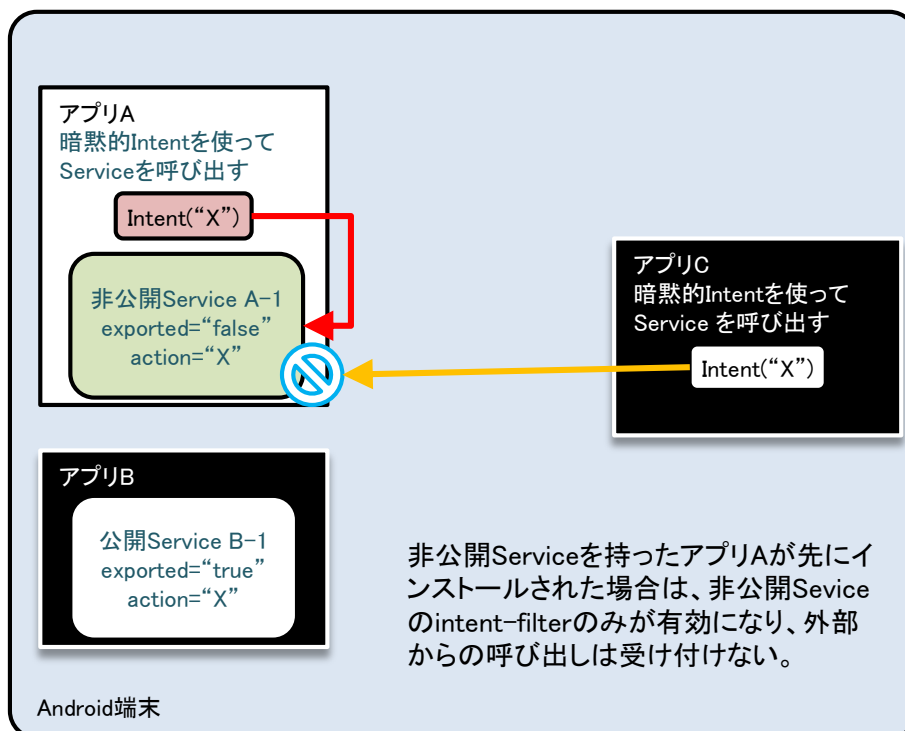 アプリA
暗黙的Intentを使って
Serviceを呼び出す
Intent(“X”)
非公開Service A-1
exported=“false”
action=“X”
アプリC
暗黙的Intentを使って
Service を呼び出す
Intent(“X”)
アプリB
公開Service B-1
exported=“true”
action=“X”
非公開Serviceを持ったアプリAが先にイ
ンストールされた場合は、非公開Sevice
のintent-filterのみが有効になり、外部
からの呼び出しは受け付けない。
Android端末